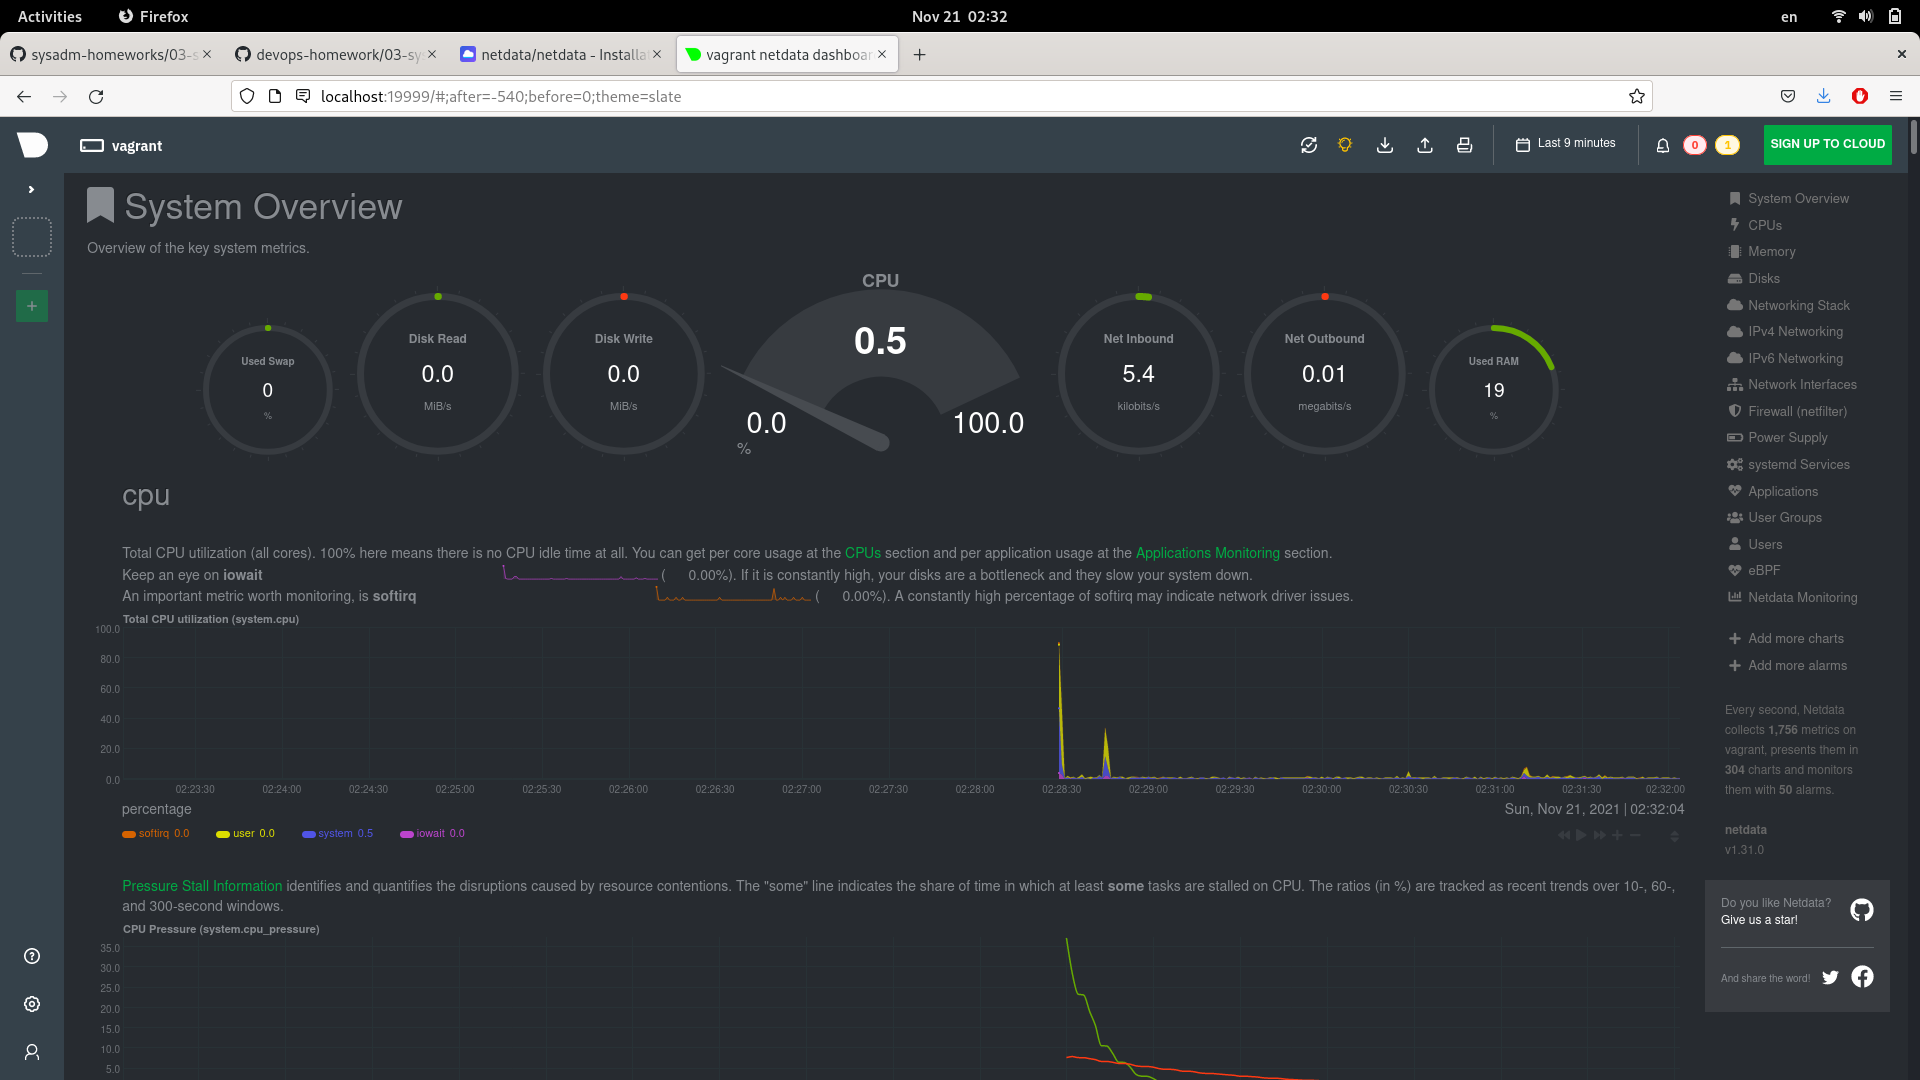 Activities
Firefox
Nov 21 02:32
en
sysadm-homeworks/03-s
devops-homework/03-sy
netdata/netdata - Installa
vagrant netdata dashboar
localhost:19999/#;after=-540;before=0;theme=slate
vagrant
Last 9 minutes
0
1
SIGN UP TO CLOUD
System Overview
Overview of the key system metrics.
Used Swap
0
%
Disk Read
0.0
MiB/s
Disk Write
0.0
MiB/s
CPU
0.5
0.0
100.0
%
Net Inbound
5.4
kilobits/s
Net Outbound
0.01
megabits/s
Used RAM
19
%
cpu
Total CPU utilization (all cores). 100% here means there is no CPU idle time at all. You can get per core usage at the CPUs section and per application usage at the Applications Monitoring section.
Keep an eye on iowait ( 0.00%). If it is constantly high, your disks are a bottleneck and they slow your system down.
An important metric worth monitoring, is softirq ( 0.00%). A constantly high percentage of softirq may indicate network driver issues.
Total CPU utilization (system.cpu)
100.0
80.0
60.0
40.0
20.0
0.0
02:23:30 02:24:00 02:24:30 02:25:00 02:25:30 02:26:00 02:26:30 02:27:00 02:27:30 02:28:00 02:28:30 02:29:00 02:29:30 02:30:00 02:30:30 02:31:00 02:31:30 02:32:00
percentage
Sun, Nov 21, 2021 | 02:32:04
softirq 0.0 user 0.0 system 0.5 iowait 0.0
Pressure Stall Information identifies and quantifies the disruptions caused by resource contentions. The "some" line indicates the share of time in which at least some tasks are stalled on CPU. The ratios (in %) are tracked as recent trends over 10-, 60-,
and 300-second windows.
CPU Pressure (system.cpu_pressure)
35.0
30.0
25.0
20.0
15.0
10.0
5.0
System Overview
CPUs
Memory
Disks
Networking Stack
IPv4 Networking
IPv6 Networking
Network Interfaces
Firewall (netfilter)
Power Supply
systemd Services
Applications
User Groups
Users
eBPF
Netdata Monitoring
Add more charts
Add more alarms
Every second, Netdata
collects 1,756 metrics on
vagrant, presents them in
304 charts and monitors
them with 50 alarms.
netdata
v1.31.0
Do you like Netdata?
Give us a star!
And share the word!